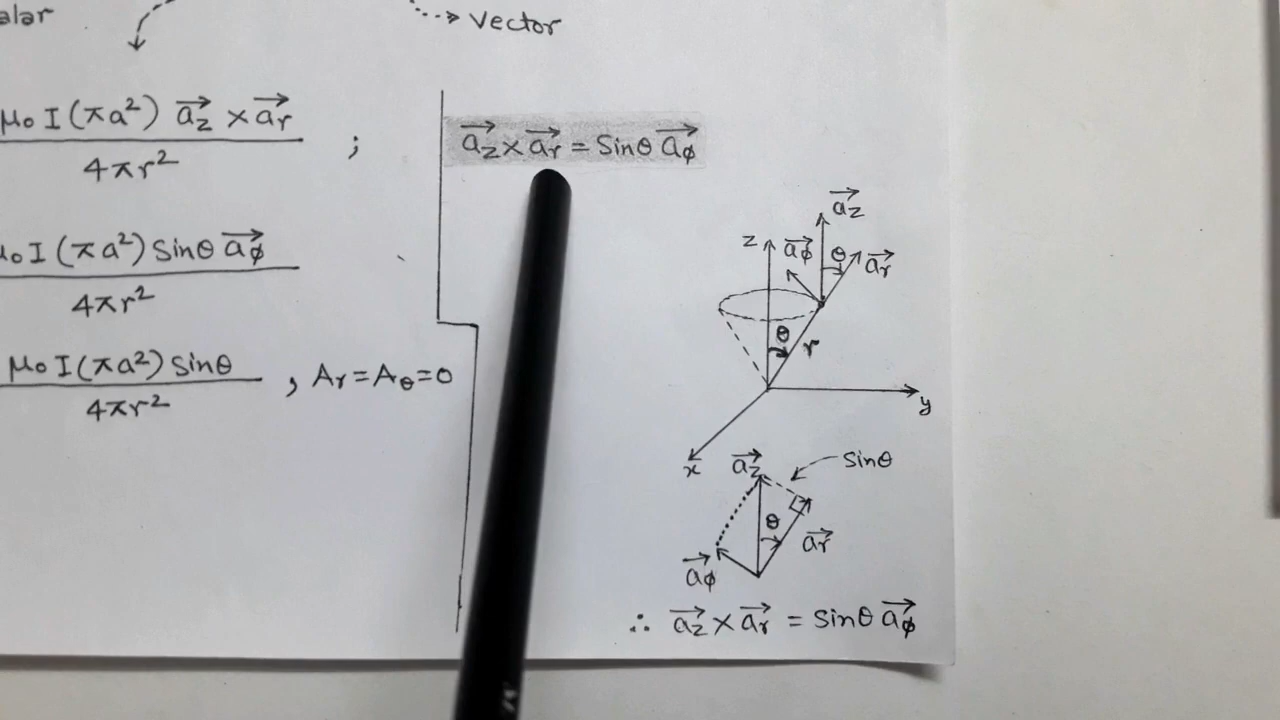 alar
Vector
μ₀ I (πa²) a⃗z × a⃗r
4πr²
;
a⃗z × a⃗r = Sinθ a⃗φ
μ₀ I (πa²) Sinθ a⃗φ
4πr²
μ₀ I (πa²) Sinθ
4πr²
, Ar = Aθ = 0
a⃗z
z a⃗φ θ a⃗r
θ
r
y
x
a⃗z Sinθ
θ
a⃗r
a⃗φ
∴ a⃗z × a⃗r = Sinθ a⃗φ